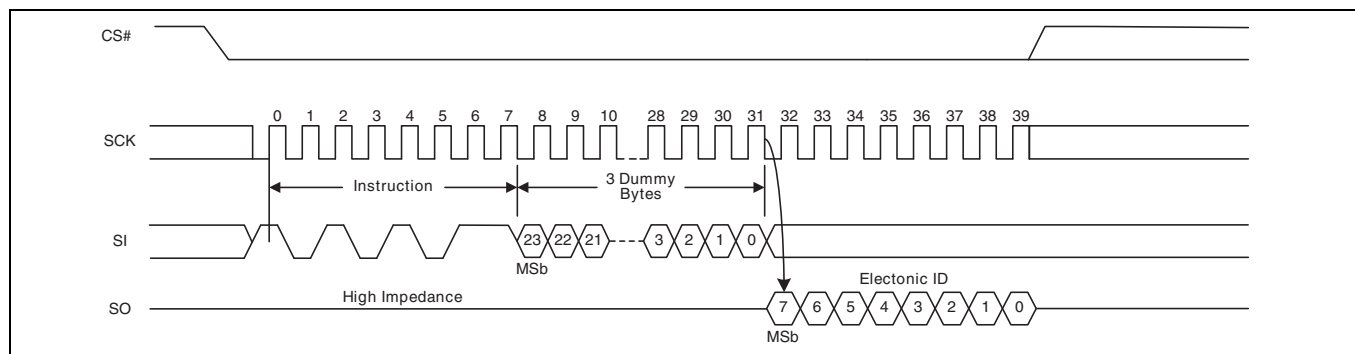 CS#
0 1 2 3 4 5 6 7 8 9 10 28 29 30 31 32 33 34 35 36 37 38 39
SCK
Instruction
3 Dummy
Bytes
SI
23 22 21 3 2 1 0
MSb
Electonic ID
High Impedance
SO
7 6 5 4 3 2 1 0
MSb